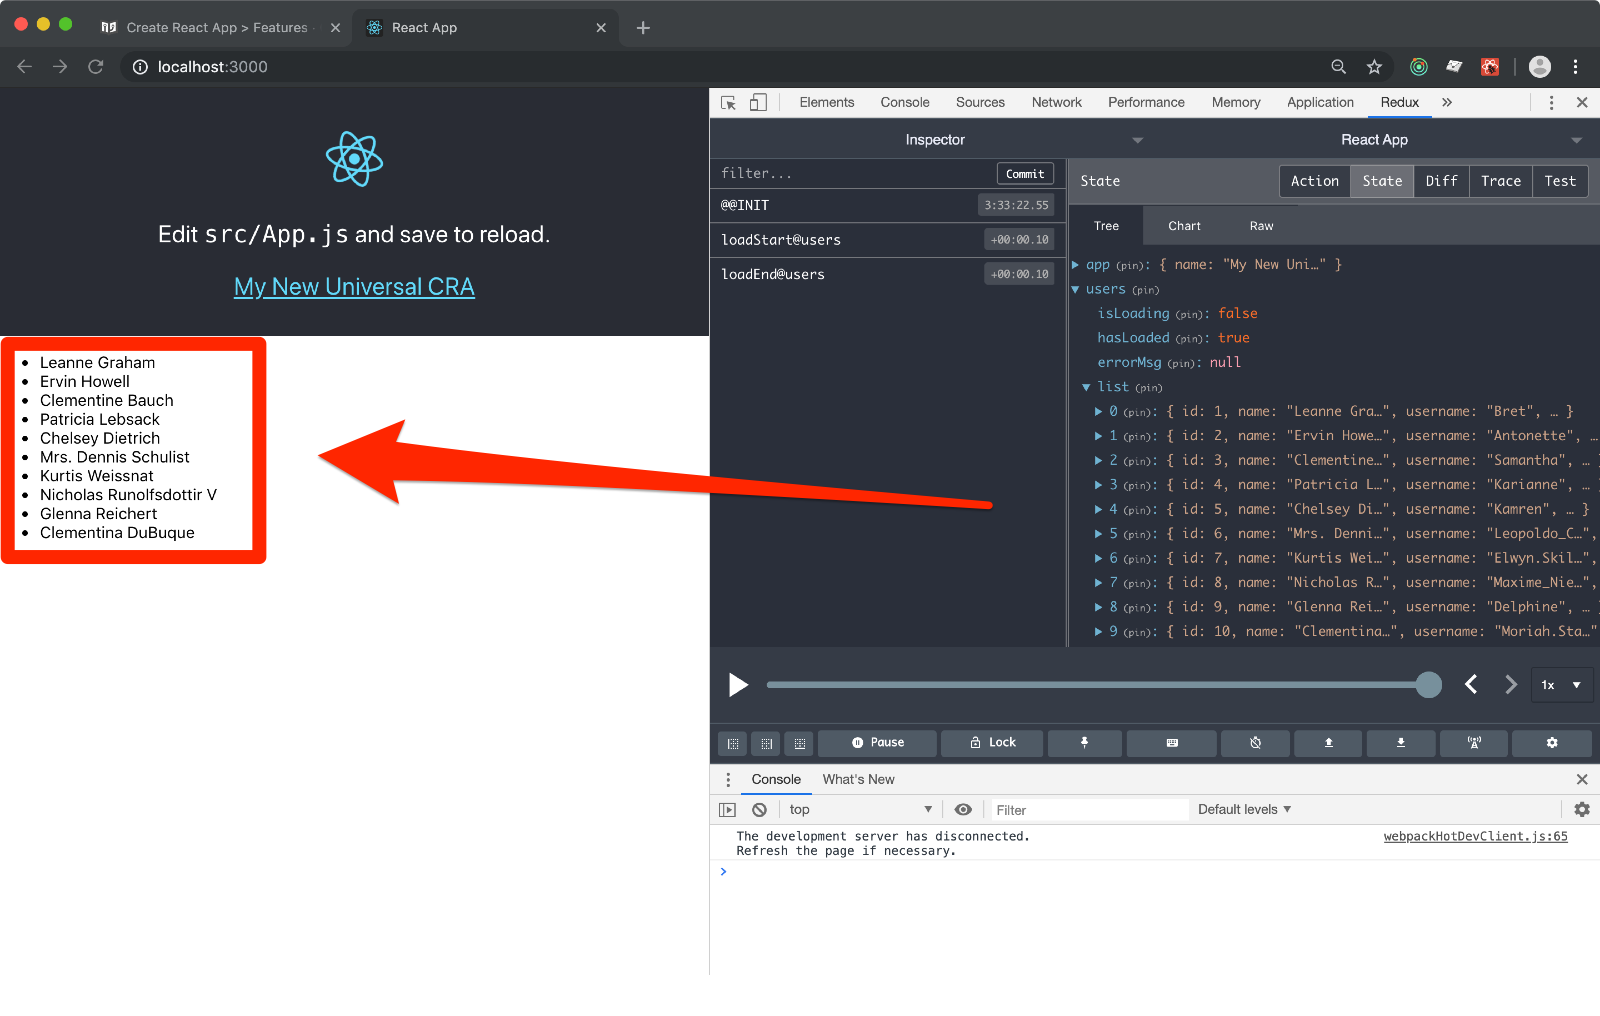 Create React App > Features
React App
localhost:3000
Edit src/App.js and save to reload.
My New Universal CRA
Leanne Graham
Ervin Howell
Clementine Bauch
Patricia Lebsack
Chelsey Dietrich
Mrs. Dennis Schulist
Kurtis Weissnat
Nicholas Runolfsdottir V
Glenna Reichert
Clementina DuBuque
Elements Console Sources Network Performance Memory Application Redux »
Inspector
React App
filter...
Commit
@@INIT 3:33:22.55
loadStart@users +00:00.10
loadEnd@users +00:00.10
State
Action State Diff Trace Test
Tree Chart Raw
app (pin): { name: "My New Uni…" }
users (pin)
isLoading (pin): false
hasLoaded (pin): true
errorMsg (pin): null
list (pin)
0 (pin): { id: 1, name: "Leanne Gra…", username: "Bret", … }
1 (pin): { id: 2, name: "Ervin Howe…", username: "Antonette", …
2 (pin): { id: 3, name: "Clementine…", username: "Samantha", … }
3 (pin): { id: 4, name: "Patricia L…", username: "Karianne", … }
4 (pin): { id: 5, name: "Chelsey Di…", username: "Kamren", … }
5 (pin): { id: 6, name: "Mrs. Denni…", username: "Leopoldo_C…",
6 (pin): { id: 7, name: "Kurtis Wei…", username: "Elwyn.Skil…",
7 (pin): { id: 8, name: "Nicholas R…", username: "Maxime_Nie…",
8 (pin): { id: 9, name: "Glenna Rei…", username: "Delphine", … }
9 (pin): { id: 10, name: "Clementina…", username: "Moriah.Sta…"
1x
Pause Lock
Console What's New
top Filter Default levels
The development server has disconnected. webpackHotDevClient.js:65
Refresh the page if necessary.